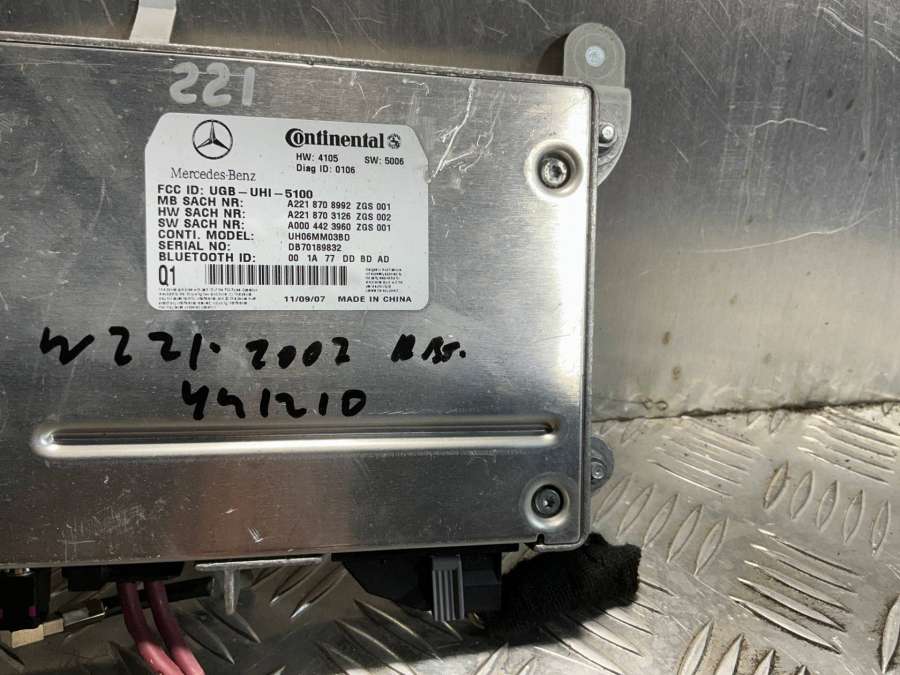 221
Continental
Mercedes-Benz
HW: 4105 SW: 5006
Diag ID: 0106
FCC ID: UGB-UHI-5100
MB SACH NR: A221 870 8992 ZGS 001
HW SACH NR: A221 870 3126 ZGS 002
SW SACH NR: A000 442 3960 ZGS 001
CONTI. MODEL: UH06MM03BD
SERIAL NO: DB70189832
BLUETOOTH ID: 00 1A 77 DD BD AD
Q1
11/09/07 MADE IN CHINA
W221. 2007
441210